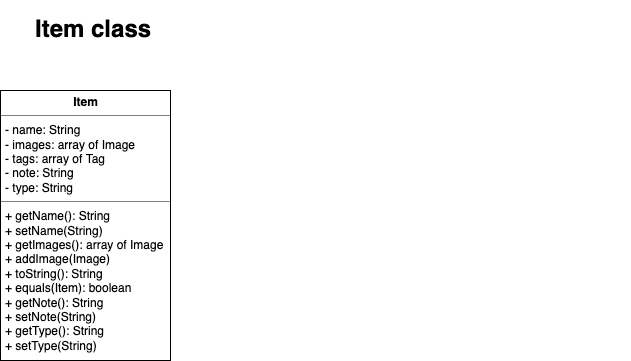 Item class
Item
- name: String
- images: array of Image
- tags: array of Tag
- note: String
- type: String
+ getName(): String
+ setName(String)
+ getImages(): array of Image
+ addImage(Image)
+ toString(): String
+ equals(Item): boolean
+ getNote(): String
+ setNote(String)
+ getType(): String
+ setType(String)